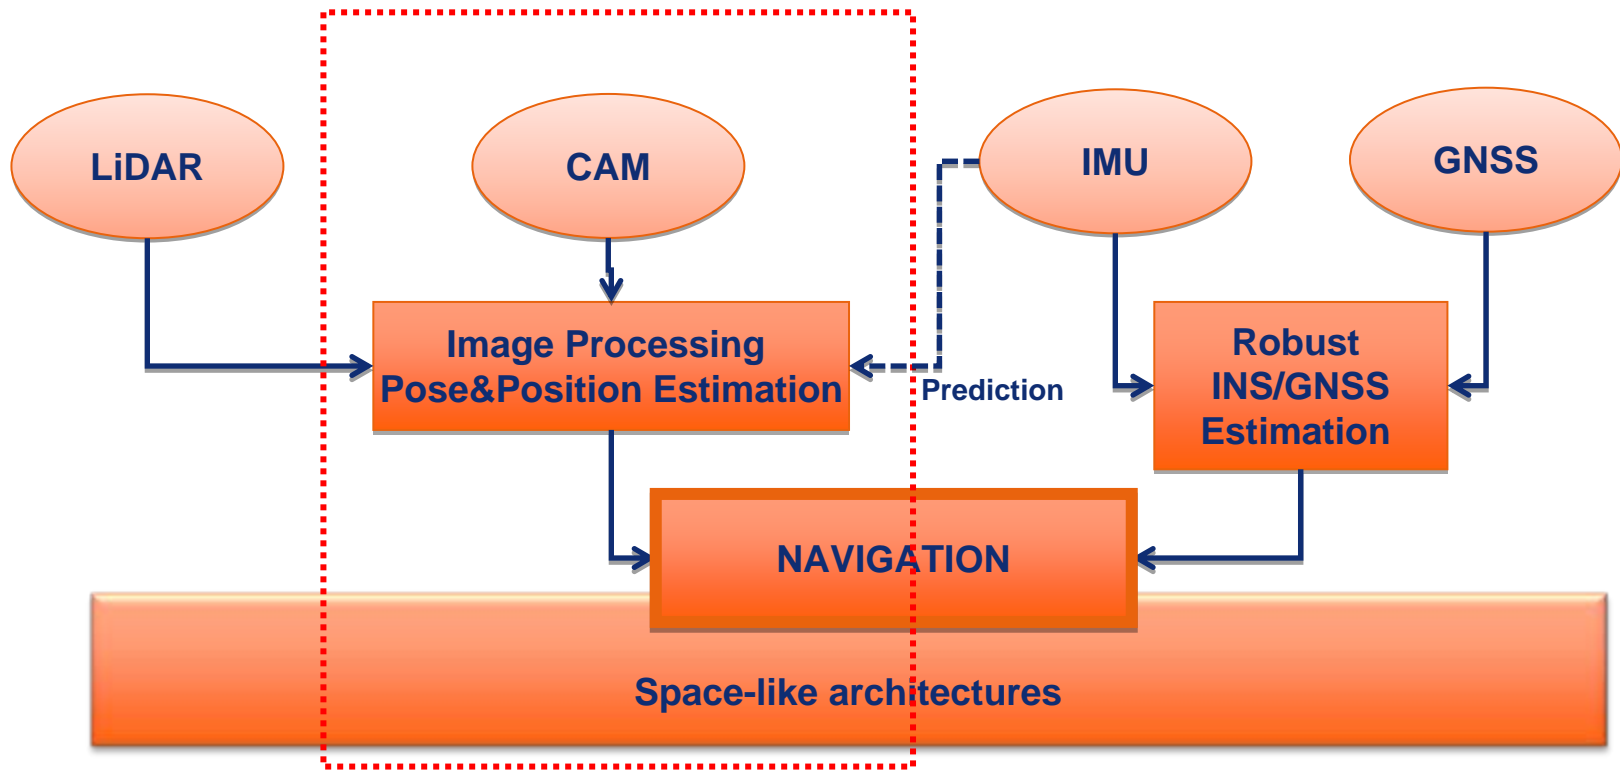 LiDAR
CAM
IMU
GNSS
Image Processing
Pose&Position Estimation
Prediction
Robust
INS/GNSS
Estimation
NAVIGATION
Space-like architectures